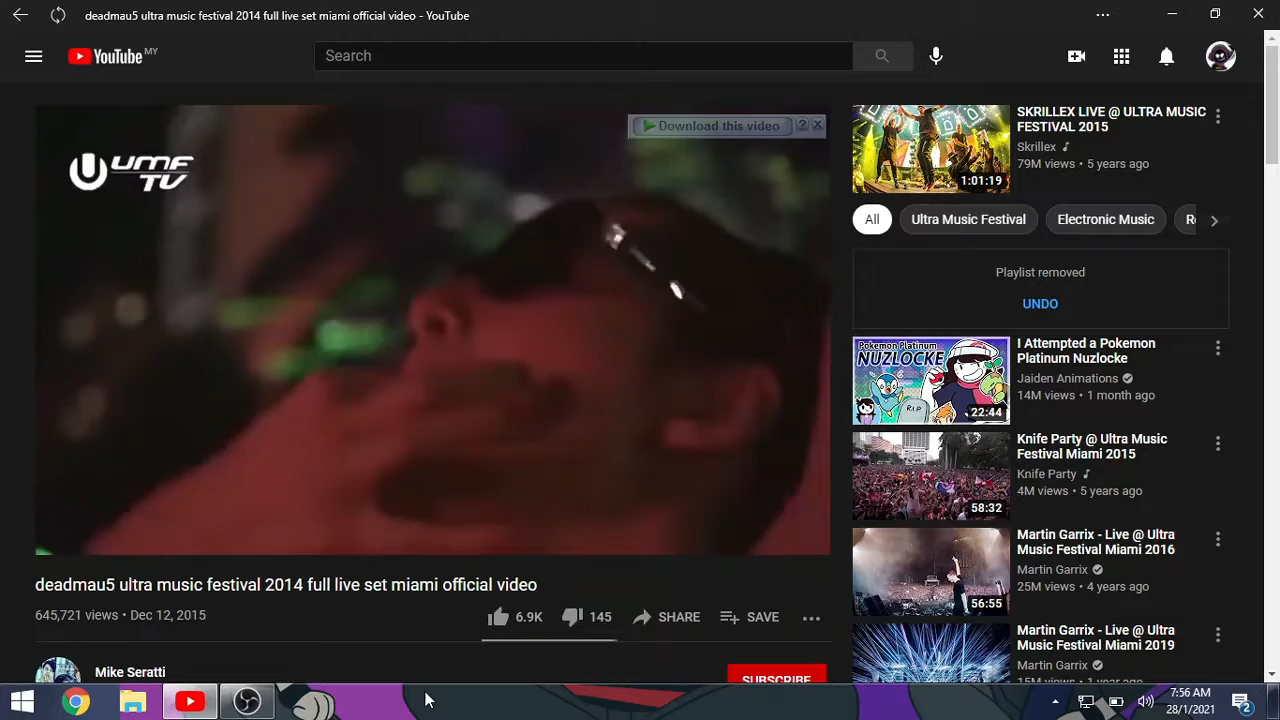 deadmau5 ultra music festival 2014 full live set miami official video - YouTube
YouTube MY
Search
UMF TV
Download this video ?
SKRILLEX LIVE @ ULTRA MUSIC FESTIVAL 2015
Skrillex
79M views • 5 years ago
1:01:19
All
Ultra Music Festival
Electronic Music
Playlist removed
UNDO
Pokemon Platinum
NUZLOCKE
R.I.P
22:44
I Attempted a Pokemon Platinum Nuzlocke
Jaiden Animations
14M views • 1 month ago
Knife Party @ Ultra Music Festival Miami 2015
Knife Party
4M views • 5 years ago
58:32
Martin Garrix - Live @ Ultra Music Festival Miami 2016
Martin Garrix
25M views • 4 years ago
56:55
Martin Garrix - Live @ Ultra Music Festival Miami 2019
Martin Garrix
15M views • 1 year ago
deadmau5 ultra music festival 2014 full live set miami official video
645,721 views • Dec 12, 2015
6.9K
145
SHARE
SAVE
Mike Seratti
SUBSCRIBE
7:56 AM
28/1/2021
2